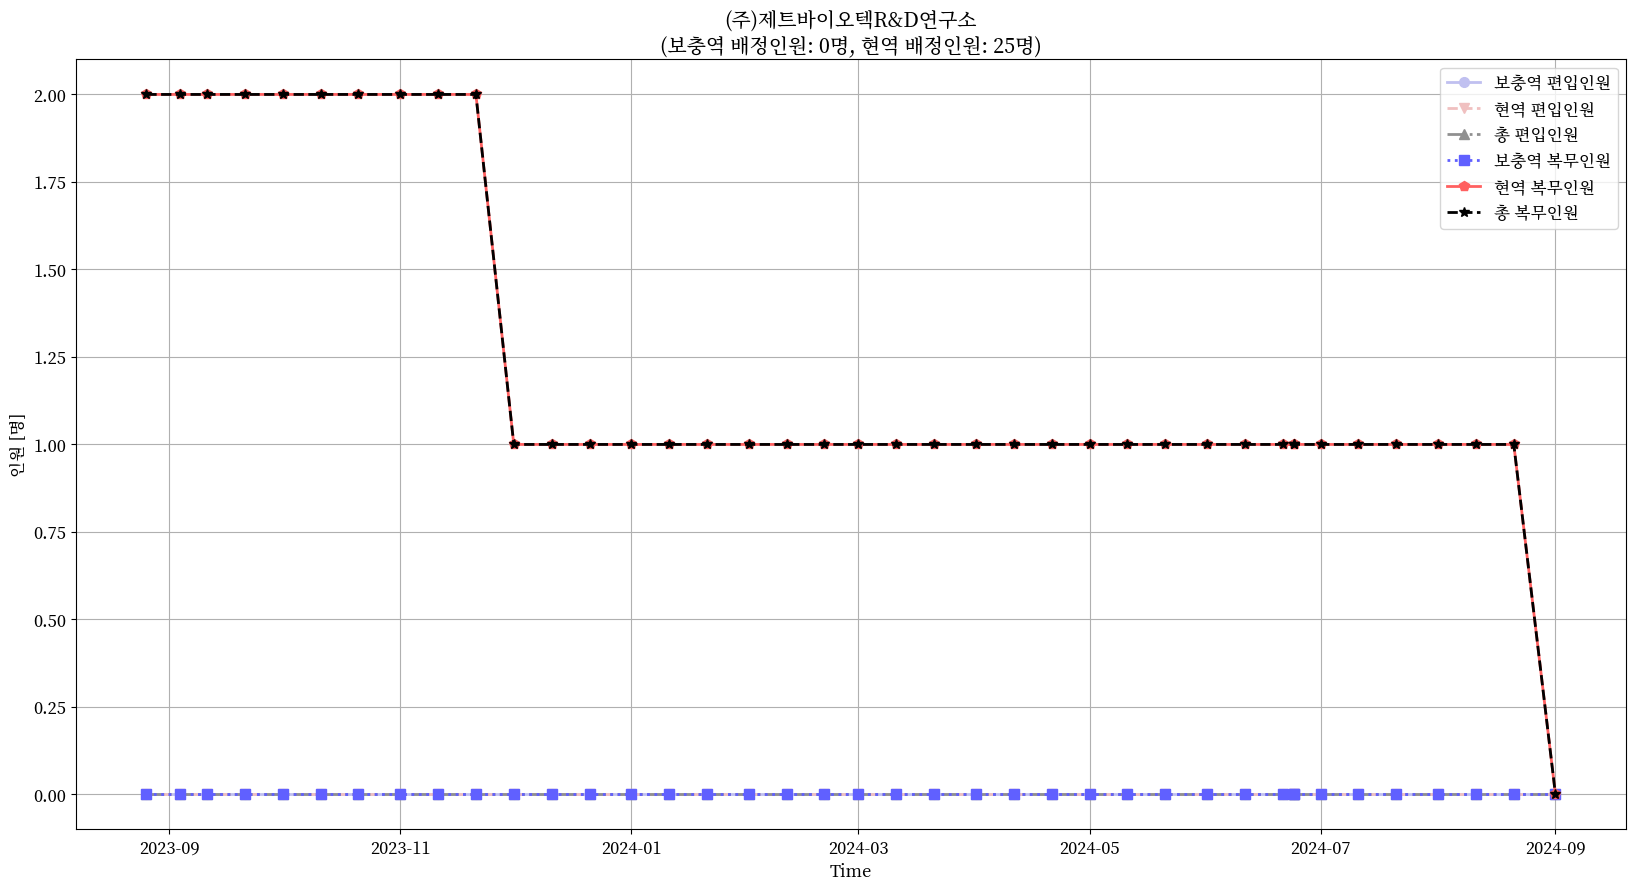 (주)제트바이오텍R&D연구소
(보충역 배정인원: 0명, 현역 배정인원: 25명)
보충역 편입인원
현역 편입인원
총 편입인원
보충역 복무인원
현역 복무인원
총 복무인원
인원 [명]
2.00
1.75
1.50
1.25
1.00
0.75
0.50
0.25
0.00
2023-09
2023-11
2024-01
2024-03
2024-05
2024-07
2024-09
Time